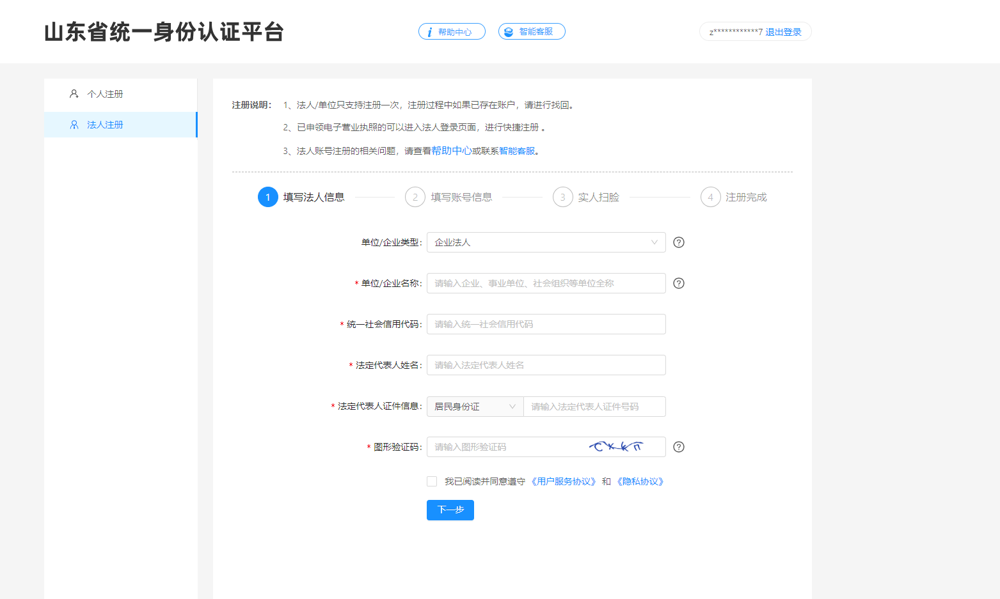 山东省统一身份认证平台
帮助中心
智能客服
z************7 退出登录
个人注册
法人注册
注册说明： 1、法人/单位只支持注册一次，注册过程中如果已存在账户，请进行找回。
2、已申领电子营业执照的可以进入法人登录页面，进行快捷注册 。
3、法人账号注册的相关问题，请查看帮助中心或联系智能客服。
1 填写法人信息
2 填写账号信息
3 实人扫脸
4 注册完成
单位/企业类型: 企业法人
* 单位/企业名称: 请输入企业、事业单位、社会组织等单位全称
* 统一社会信用代码: 请输入统一社会信用代码
* 法定代表人姓名: 请输入法定代表人姓名
* 法定代表人证件信息: 居民身份证 请输入法定代表人证件号码
* 图形验证码: 请输入图形验证码
我已阅读并同意遵守 《用户服务协议》 和 《隐私协议》
下一步